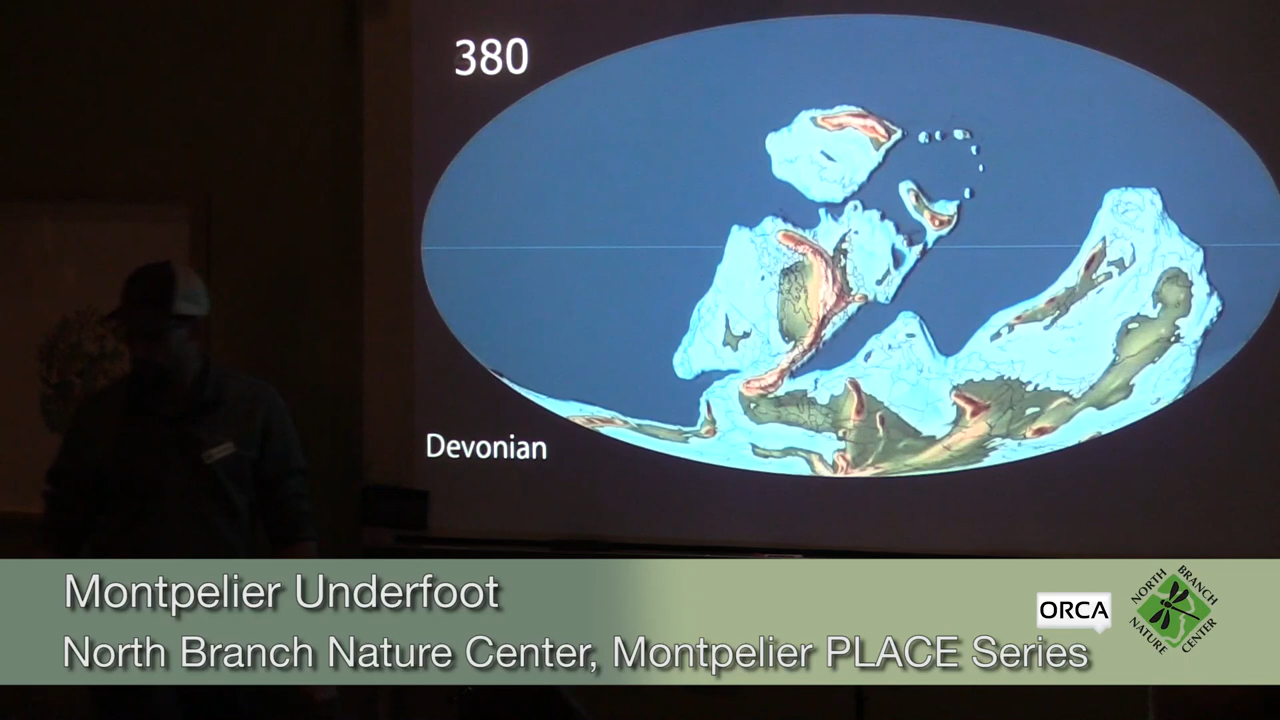 380
Devonian
Montpelier Underfoot
North Branch Nature Center, Montpelier PLACE Series
ORCA
NORTH BRANCH NATURE CENTER